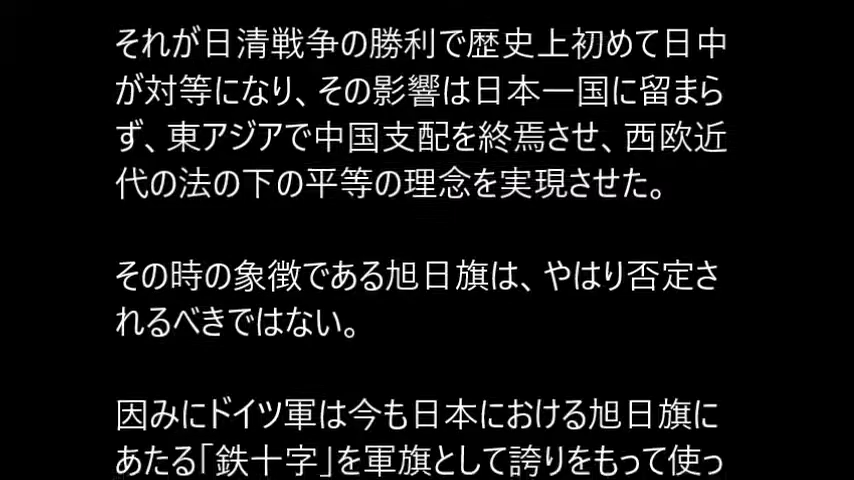 それが日清戦争の勝利で歴史上初めて日中
が対等になり、その影響は日本一国に留まら
ず、東アジアで中国支配を終焉させ、西欧近
代の法の下の平等の理念を実現させた。
その時の象徴である旭日旗は、やはり否定さ
れるべきではない。
因みにドイツ軍は今も日本における旭日旗に
あたる「鉄十字」を軍旗として誇りをもって使っ